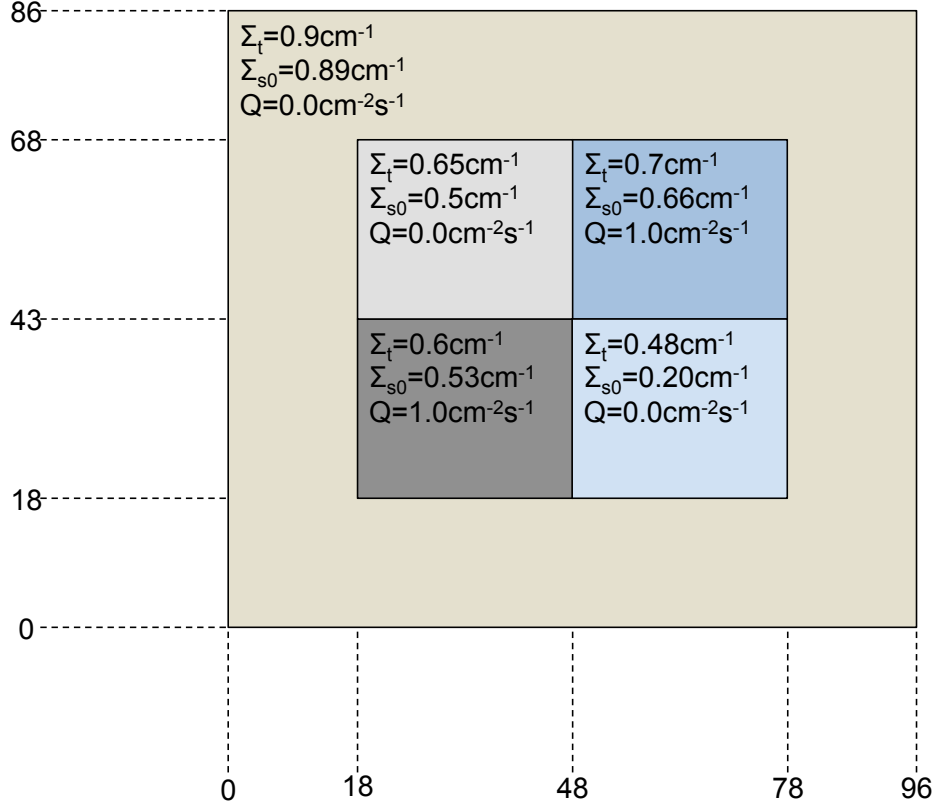 86
Σt=0.9cm-1
Σs0=0.89cm-1
Q=0.0cm-2s-1
68
Σt=0.65cm-1
Σs0=0.5cm-1
Q=0.0cm-2s-1
Σt=0.7cm-1
Σs0=0.66cm-1
Q=1.0cm-2s-1
43
Σt=0.6cm-1
Σs0=0.53cm-1
Q=1.0cm-2s-1
Σt=0.48cm-1
Σs0=0.20cm-1
Q=0.0cm-2s-1
18
0
0 18 48 78 96